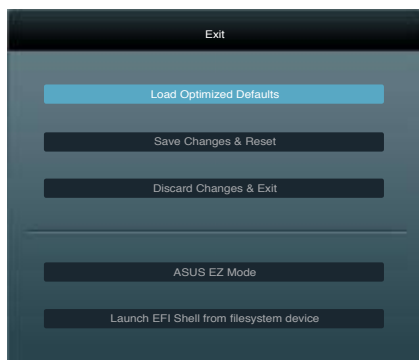 Exit
Load Optimized Defaults
Save Changes & Reset
Discard Changes & Exit
ASUS EZ Mode
Launch EFI Shell from filesystem device